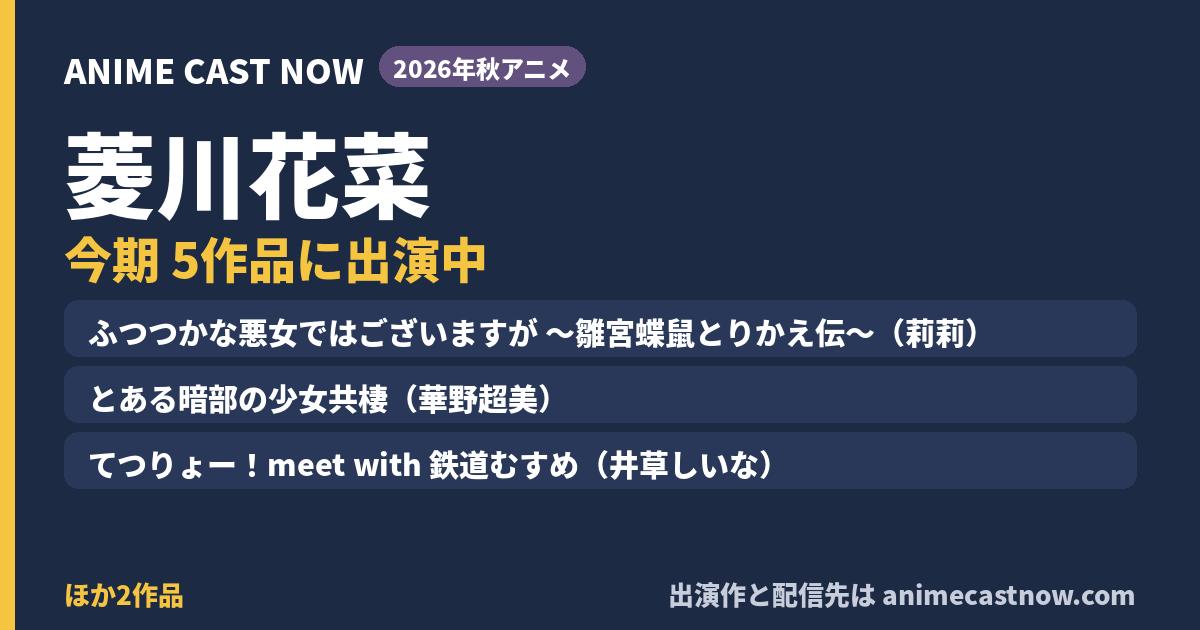 ANIME CAST NOW 2026年秋アニメ
菱川花菜
今期 5作品に出演中
ふつつかな悪女ではございますが ～雛宮蝶鼠とりかえ伝～（莉莉）
とある暗部の少女共棲（華野超美）
てつりょー！meet with 鉄道むすめ（井草しいな）
ほか2作品
出演作と配信先は animecastnow.com